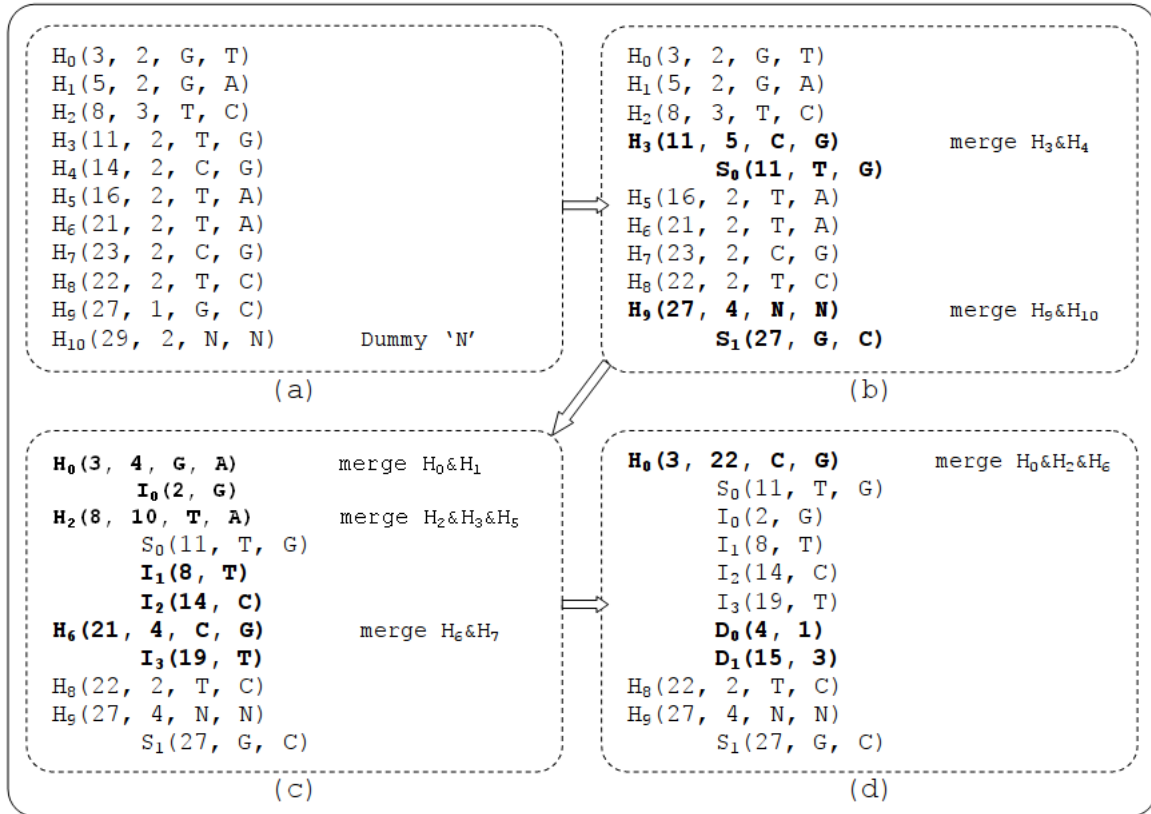 H₀(3, 2, G, T)
H₁(5, 2, G, A)
H₂(8, 3, T, C)
H₃(11, 2, T, G)
H₄(14, 2, C, G)
H₅(16, 2, T, A)
H₆(21, 2, T, A)
H₇(23, 2, C, G)
H₈(22, 2, T, C)
H₉(27, 1, G, C)
H₁₀(29, 2, N, N) Dummy ‘N’
(a)
H₀(3, 2, G, T)
H₁(5, 2, G, A)
H₂(8, 3, T, C)
H₃(11, 5, C, G) merge H₃&H₄
S₀(11, T, G)
H₅(16, 2, T, A)
H₆(21, 2, T, A)
H₇(23, 2, C, G)
H₈(22, 2, T, C)
H₉(27, 4, N, N) merge H₉&H₁₀
S₁(27, G, C)
(b)
H₀(3, 4, G, A) merge H₀&H₁
I₀(2, G)
H₂(8, 10, T, A) merge H₂&H₃&H₅
S₀(11, T, G)
I₁(8, T)
I₂(14, C)
H₆(21, 4, C, G) merge H₆&H₇
I₃(19, T)
H₈(22, 2, T, C)
H₉(27, 4, N, N)
S₁(27, G, C)
(c)
H₀(3, 22, C, G) merge H₀&H₂&H₆
S₀(11, T, G)
I₀(2, G)
I₁(8, T)
I₂(14, C)
I₃(19, T)
D₀(4, 1)
D₁(15, 3)
H₈(22, 2, T, C)
H₉(27, 4, N, N)
S₁(27, G, C)
(d)